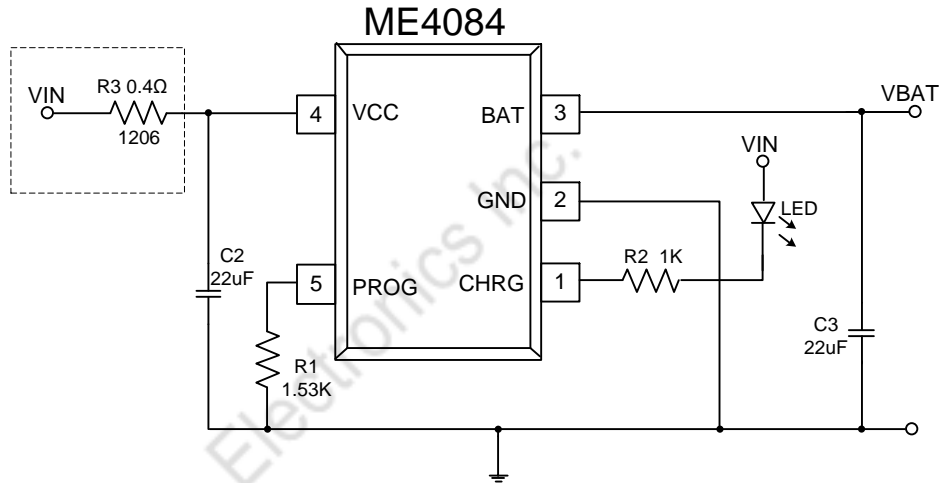 ME4084
R3 0.4Ω
VIN
1206
4
VCC
BAT
3
VBAT
VIN
GND
2
LED
C2
22uF
5
PROG
CHRG
1
R2 1K
R1
1.53K
C3
22uF
Electronics Inc.